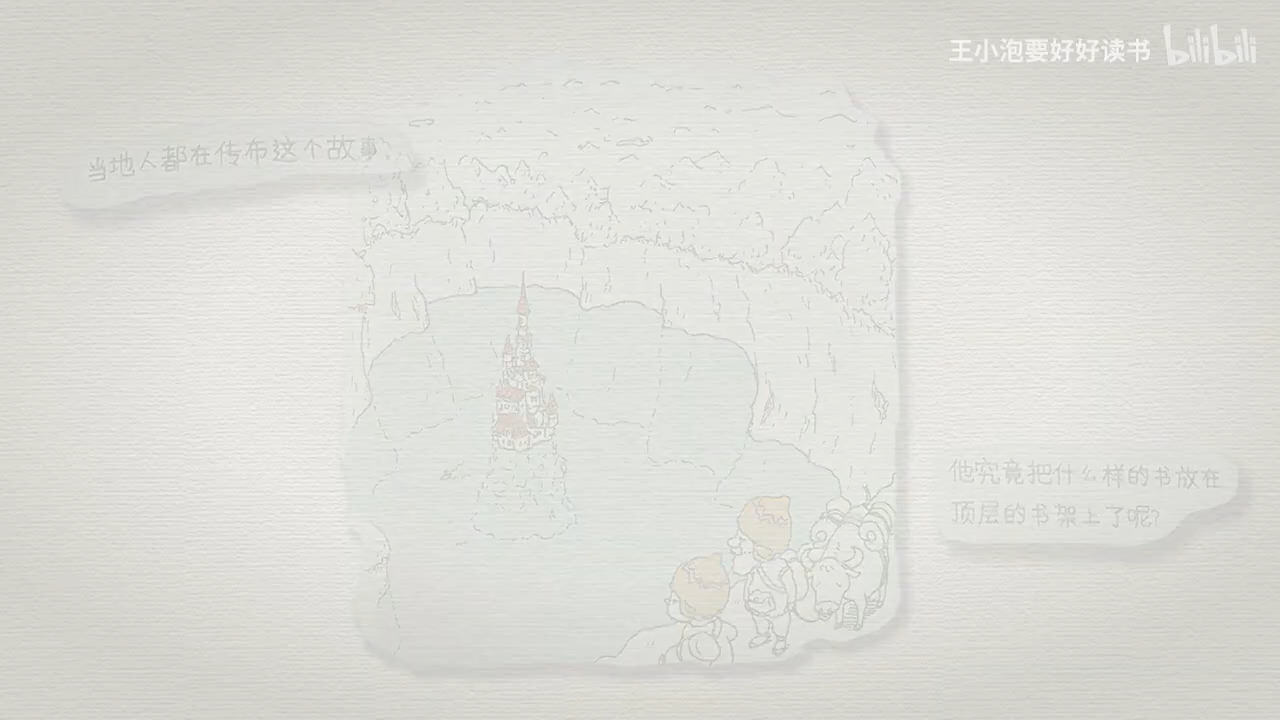 王小泡要好好读书 bilibili
当地人都在传布这个故事,
他究竟把什么样的书放在
顶层的书架上了呢?